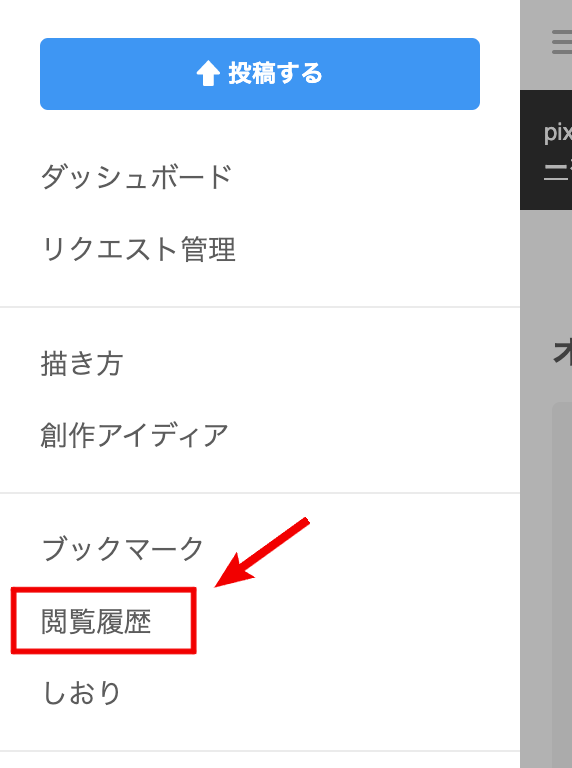 投稿する
ダッシュボード
リクエスト管理
描き方
創作アイディア
ブックマーク
閲覧履歴
しおり
pix